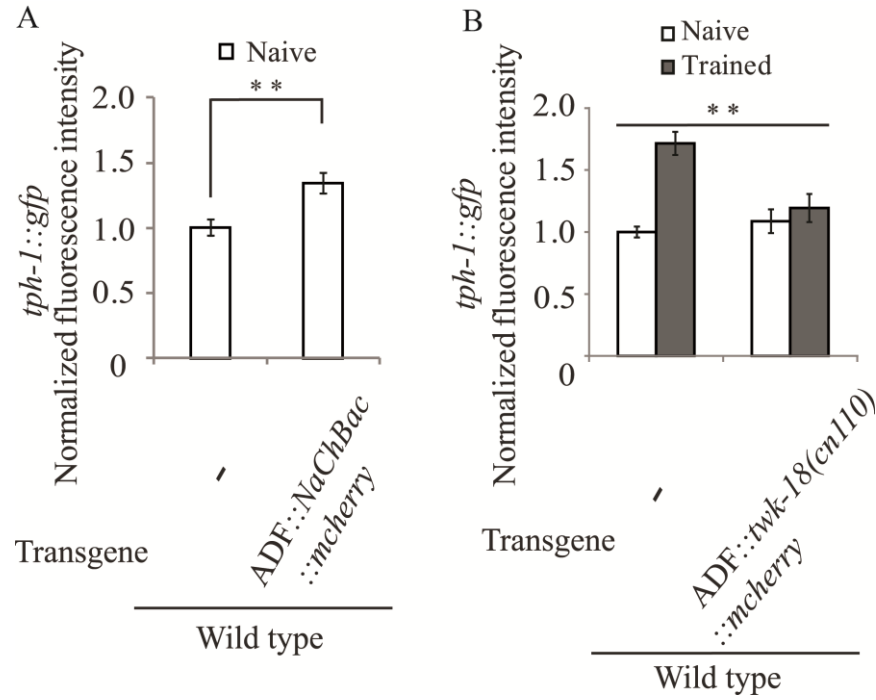 A
Naive
* *
tph-1::gfp
Normalized fluorescence intensity
2.0
1.5
1.0
0.5
0
Transgene
-
ADF::NaChBac
::mcherry
Wild type
B
Naive
Trained
* *
tph-1::gfp
Normalized fluorescence intensity
2.0
1.5
1.0
0.5
0
Transgene
-
ADF::twk-18(cn110)
::mcherry
Wild type